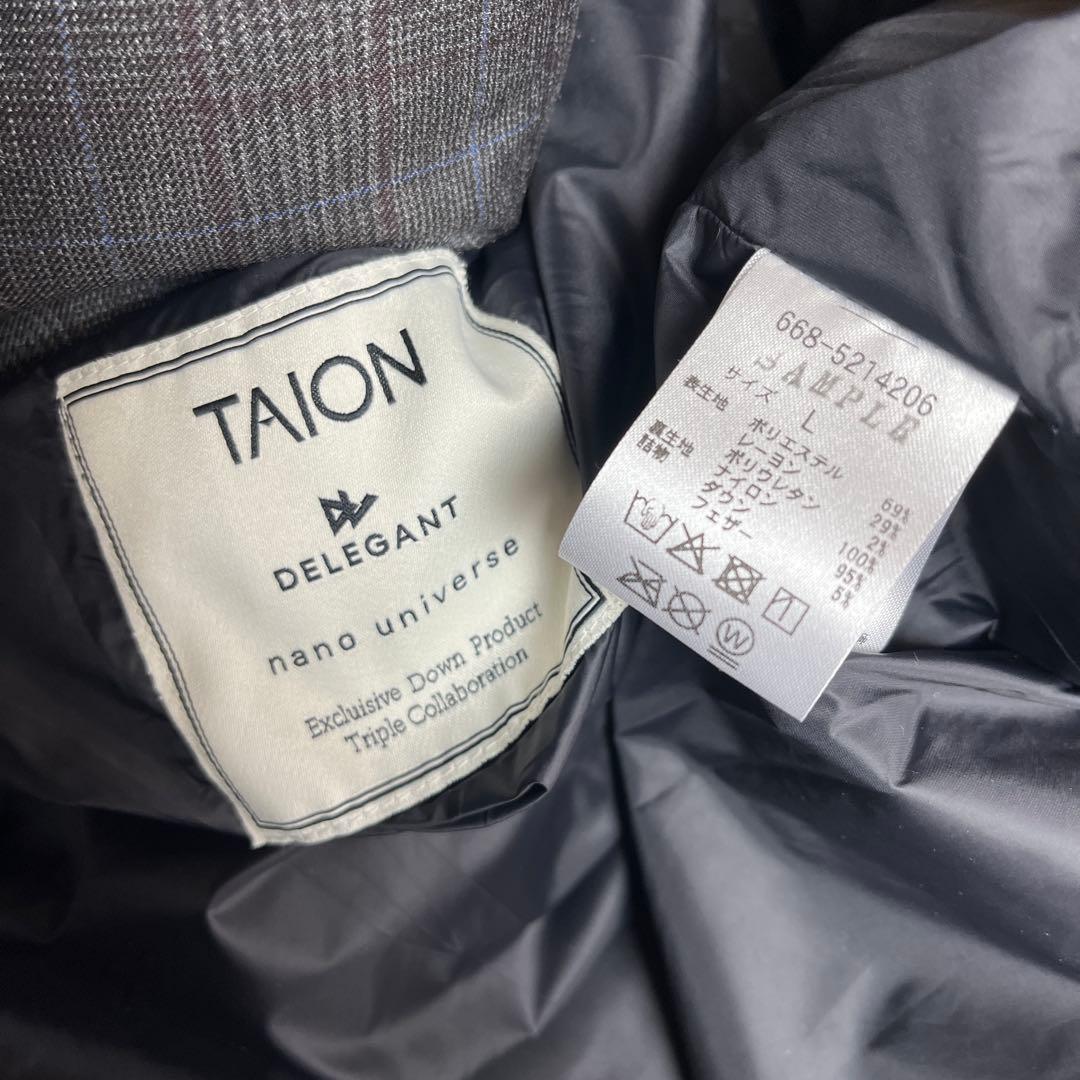 TAION
DELEGANT
nano universe
Excluisive Down Product
Triple Collaboration
668-5214206
SAMPLE
サイズ L
表生地 ポリエステル 69%
レーヨン 29%
ポリウレタン 2%
裏生地 ナイロン 100%
詰物 ダウン 95%
フェザー 5%
W